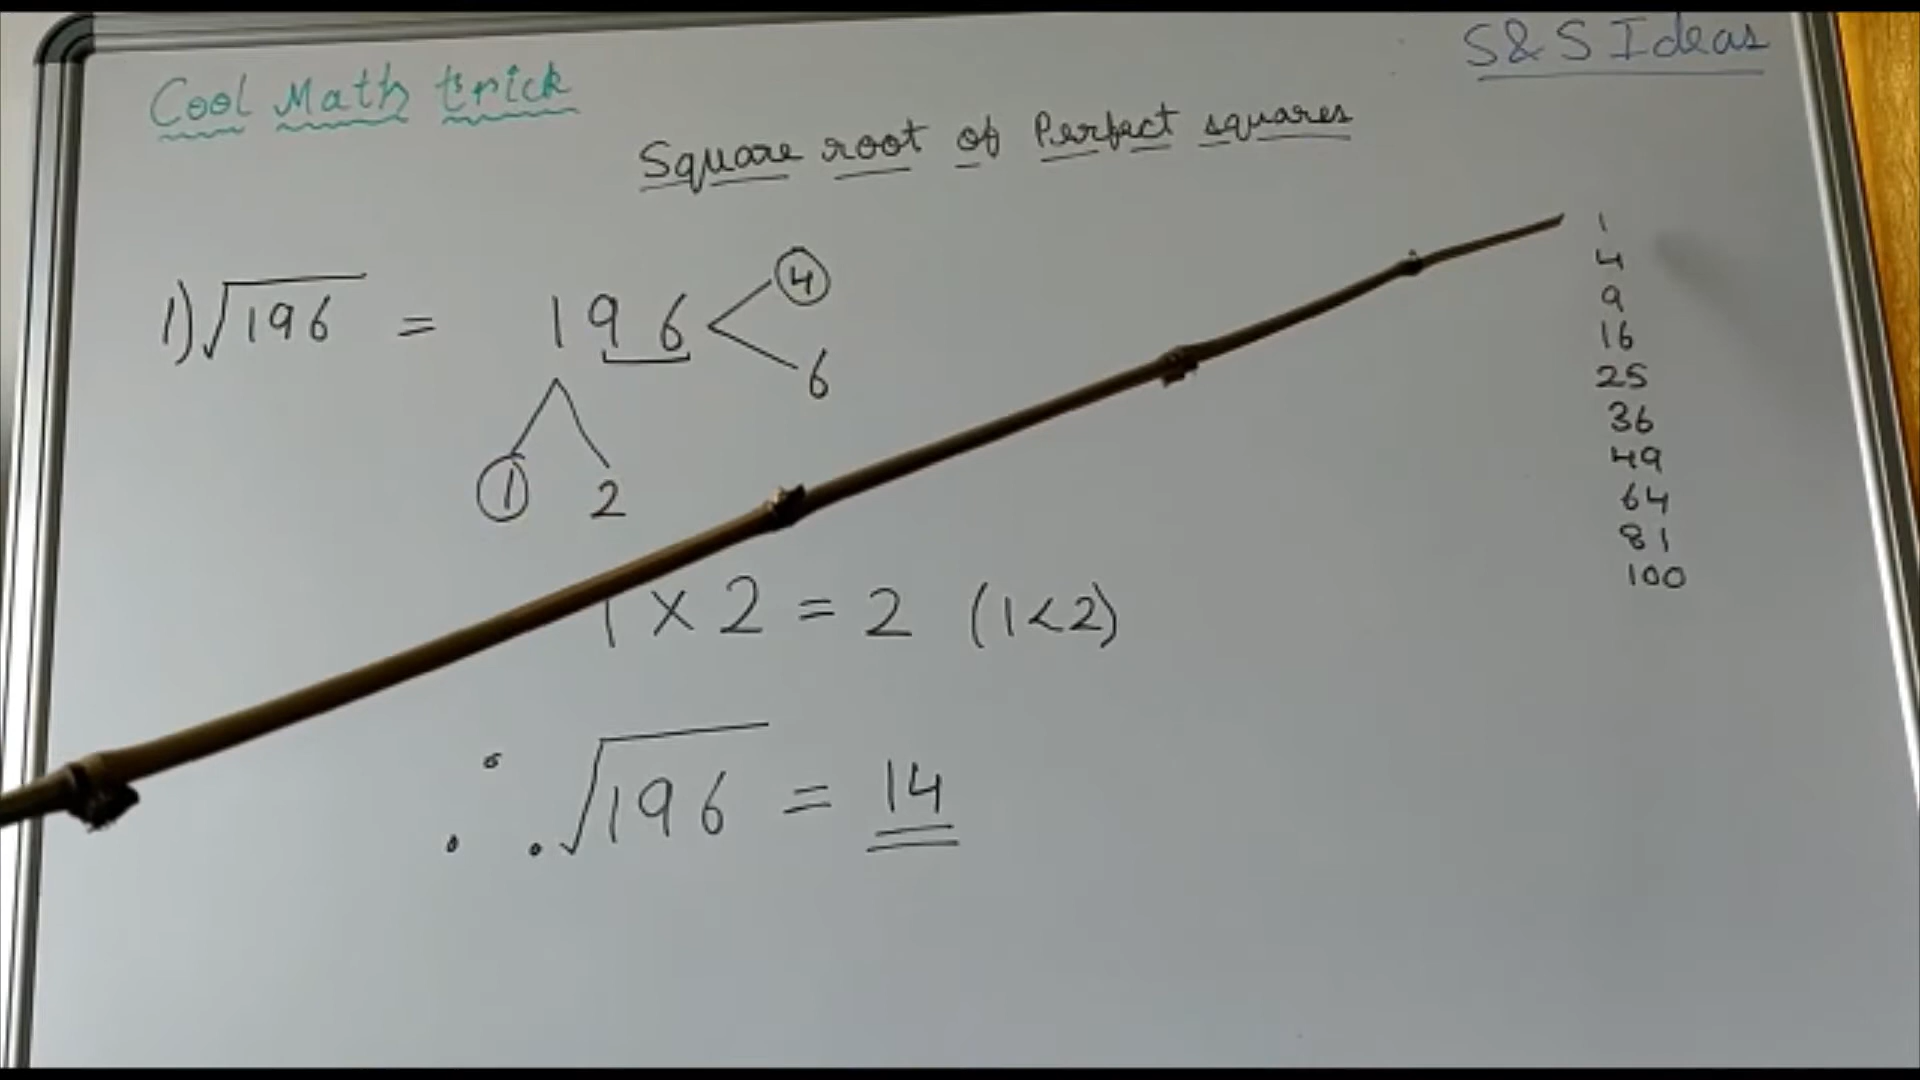 S&S Ideas
Cool Math trick
Square root of Perfect squares
1) √196 = 196 < 4
6
1 2
1 × 2 = 2 (1<2)
∴ √196 = 14
1
4
9
16
25
36
49
64
81
100